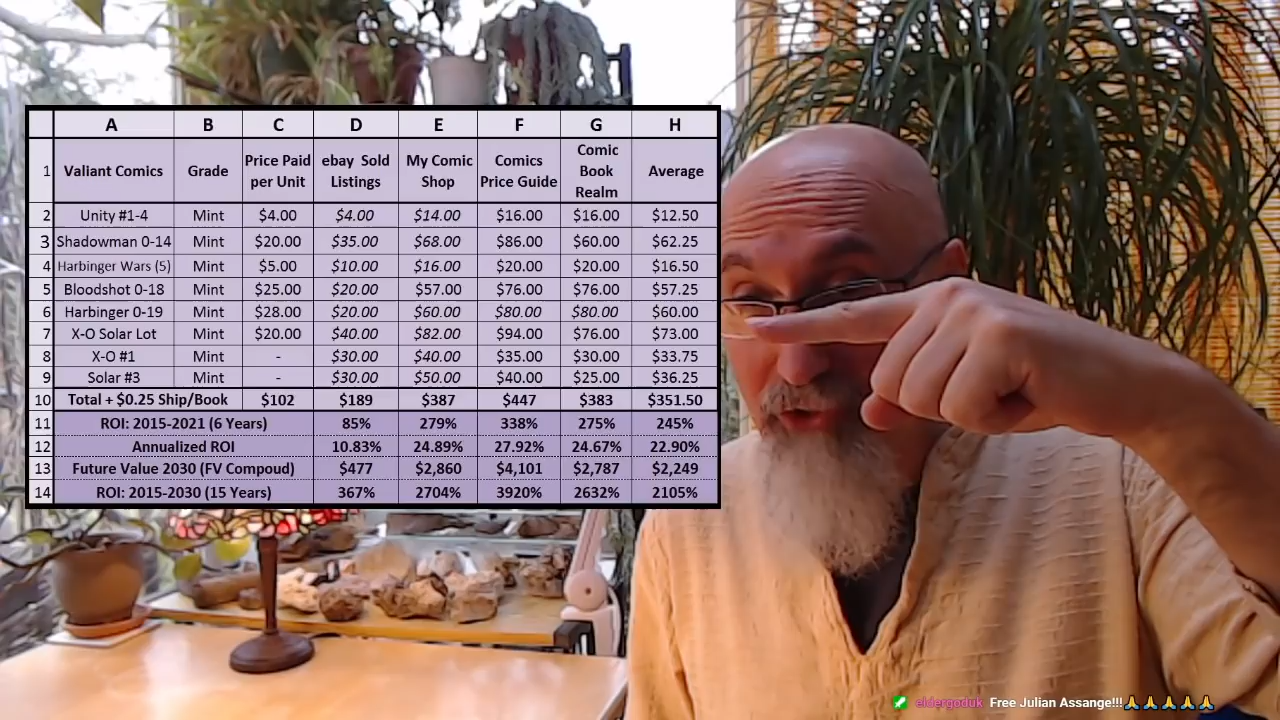 A B C D E F G H
1 Valiant Comics Grade Price Paid per Unit ebay Sold Listings My Comic Shop Comics Price Guide Comic Book Realm Average
2 Unity #1-4 Mint $4.00 $4.00 $14.00 $16.00 $16.00 $12.50
3 Shadowman 0-14 Mint $20.00 $35.00 $68.00 $86.00 $60.00 $62.25
4 Harbinger Wars (5) Mint $5.00 $10.00 $16.00 $20.00 $20.00 $16.50
5 Bloodshot 0-18 Mint $25.00 $20.00 $57.00 $76.00 $76.00 $57.25
6 Harbinger 0-19 Mint $28.00 $20.00 $60.00 $80.00 $80.00 $60.00
7 X-O Solar Lot Mint $20.00 $40.00 $82.00 $94.00 $76.00 $73.00
8 X-O #1 Mint - $30.00 $40.00 $35.00 $30.00 $33.75
9 Solar #3 Mint - $30.00 $50.00 $40.00 $25.00 $36.25
10 Total + $0.25 Ship/Book $102 $189 $387 $447 $383 $351.50
11 ROI: 2015-2021 (6 Years) 85% 279% 338% 275% 245%
12 Annualized ROI 10.83% 24.89% 27.92% 24.67% 22.90%
13 Future Value 2030 (FV Compoud) $477 $2,860 $4,101 $2,787 $2,249
14 ROI: 2015-2030 (15 Years) 367% 2704% 3920% 2632% 2105%
eldergoduk Free Julian Assange!!!🙏🙏🙏🙏🙏